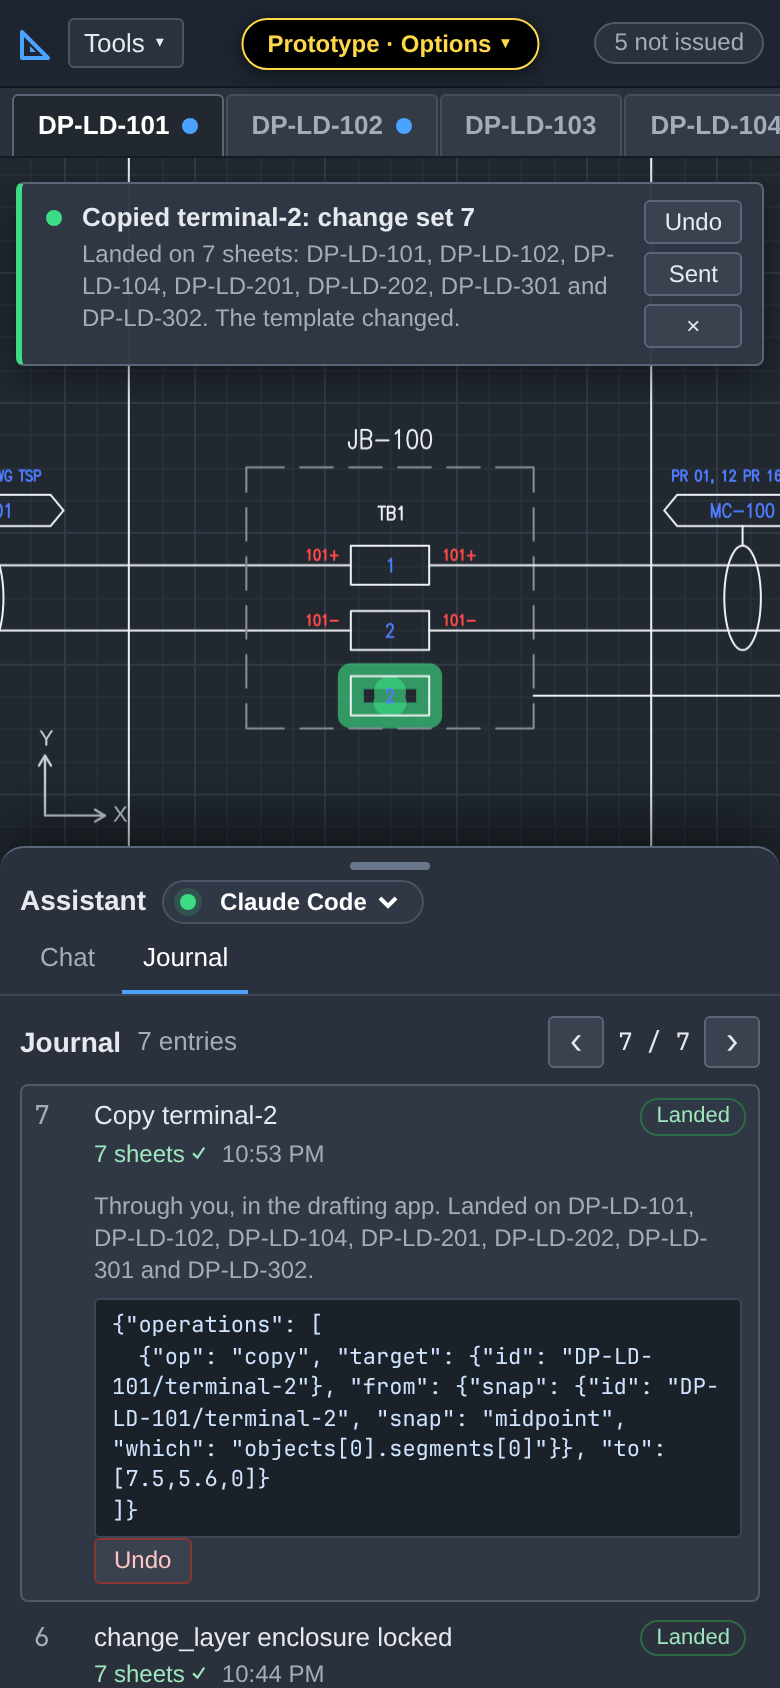 Tools ▾
Prototype · Options ▾
5 not issued
DP-LD-101
DP-LD-102
DP-LD-103
DP-LD-104
Copied terminal-2: change set 7
Landed on 7 sheets: DP-LD-101, DP-LD-102, DP-
LD-104, DP-LD-201, DP-LD-202, DP-LD-301 and
DP-LD-302. The template changed.
Undo
Sent
×
JB-100
WG TSP
PR 01, 12 PR 16
01
TB1
MC-100
101+
1
101+
101-
2
101-
2
Y
X
Assistant
Claude Code
Chat
Journal
Journal
7 entries
‹ 7 / 7 ›
7
Copy terminal-2
Landed
7 sheets ✓ 10:53 PM
Through you, in the drafting app. Landed on DP-LD-101,
DP-LD-102, DP-LD-104, DP-LD-201, DP-LD-202, DP-LD-
301 and DP-LD-302.
{"operations": [
  {"op": "copy", "target": {"id": "DP-LD-
101/terminal-2"}, "from": {"snap": {"id": "DP-
LD-101/terminal-2", "snap": "midpoint",
"which": "objects[0].segments[0]"}}, "to":
[7.5,5.6,0]}
]}
Undo
6
change_layer enclosure locked
Landed
7 sheets ✓ 10:44 PM